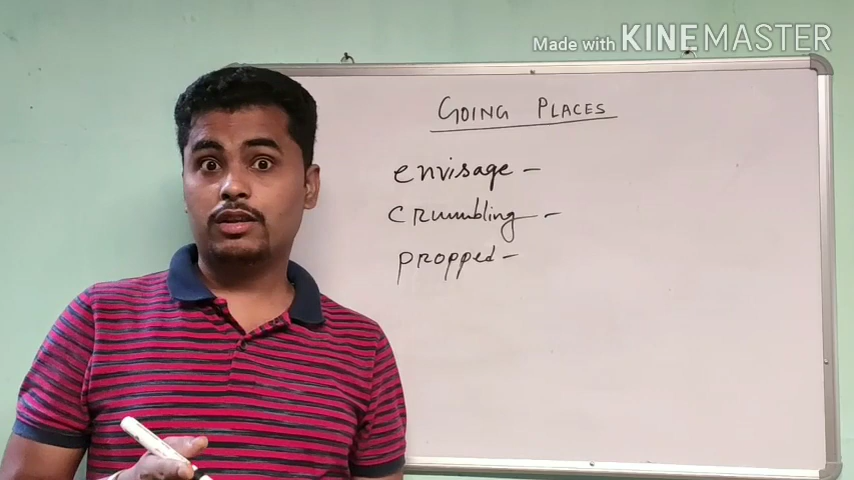 Made with KINEMASTER
GOING PLACES
envisage -
crumbling -
propped -